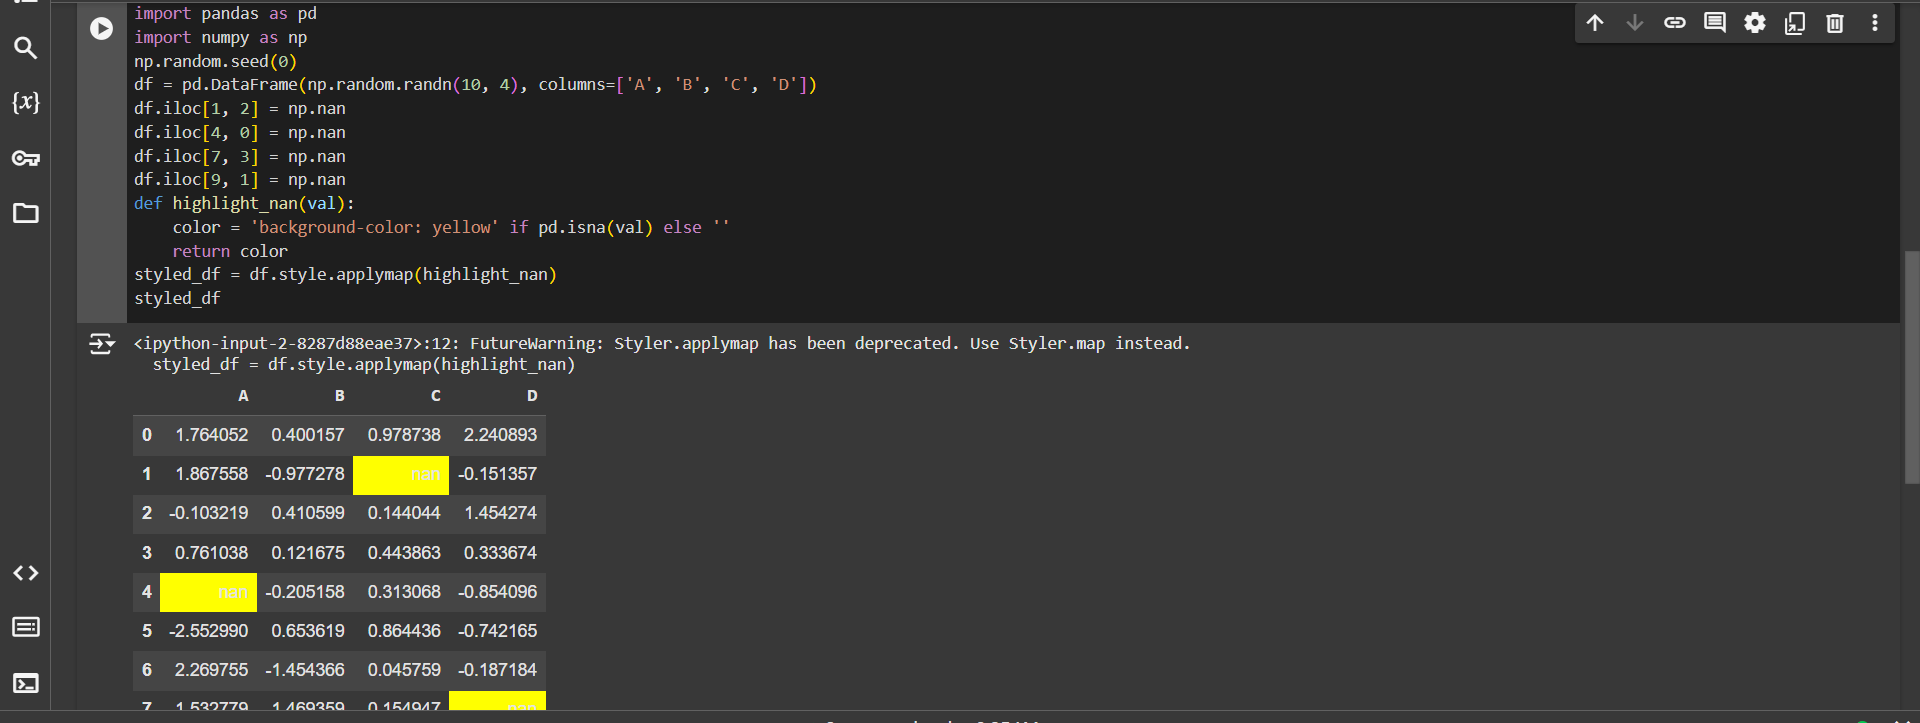 import pandas as pd
import numpy as np
np.random.seed(0)
df = pd.DataFrame(np.random.randn(10, 4), columns=['A', 'B', 'C', 'D'])
df.iloc[1, 2] = np.nan
df.iloc[4, 0] = np.nan
df.iloc[7, 3] = np.nan
df.iloc[9, 1] = np.nan
def highlight_nan(val):
    color = 'background-color: yellow' if pd.isna(val) else ''
    return color
styled_df = df.style.applymap(highlight_nan)
styled_df
<ipython-input-2-8287d88eae37>:12: FutureWarning: Styler.applymap has been deprecated. Use Styler.map instead.
  styled_df = df.style.applymap(highlight_nan)
A B C D
0 1.764052 0.400157 0.978738 2.240893
1 1.867558 -0.977278 nan -0.151357
2 -0.103219 0.410599 0.144044 1.454274
3 0.761038 0.121675 0.443863 0.333674
4 nan -0.205158 0.313068 -0.854096
5 -2.552990 0.653619 0.864436 -0.742165
6 2.269755 -1.454366 0.045759 -0.187184
7 1.532779 1.469359 0.154947 nan